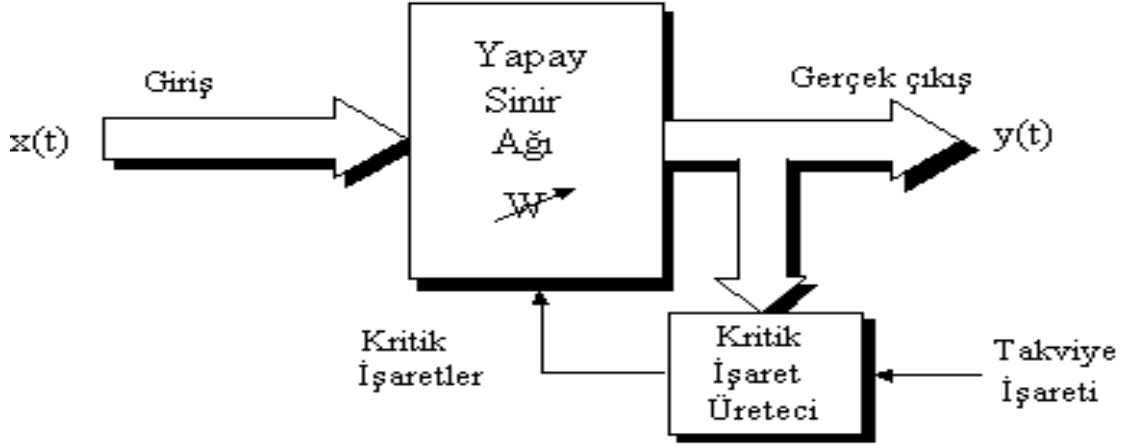 Giriş
x(t)
Yapay
Sinir
Ağı
W
Gerçek çıkış
y(t)
Kritik
İşaretler
Kritik
İşaret
Üreteci
Takviye
İşareti